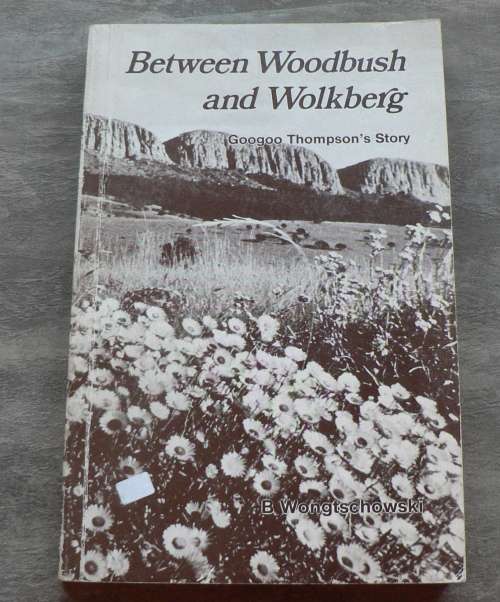 Between Woodbush
and Wolkberg
Googoo Thompson's Story
B Wongtschowski